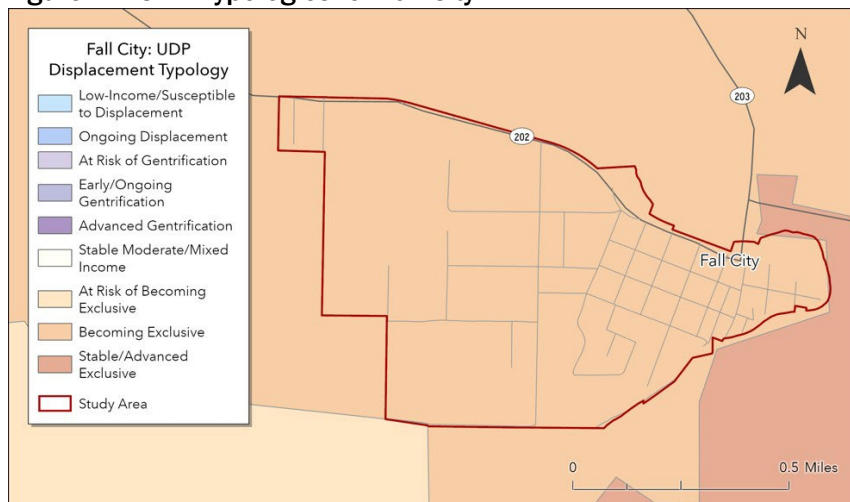 Fall City: UDP
Displacement Typology
Low-Income/Susceptible
to Displacement
Ongoing Displacement
At Risk of Gentrification
Early/Ongoing
Gentrification
Advanced Gentrification
Stable Moderate/Mixed
Income
At Risk of Becoming
Exclusive
Becoming Exclusive
Stable/Advanced
Exclusive
Study Area
N
203
202
Fall City
0
0.5 Miles